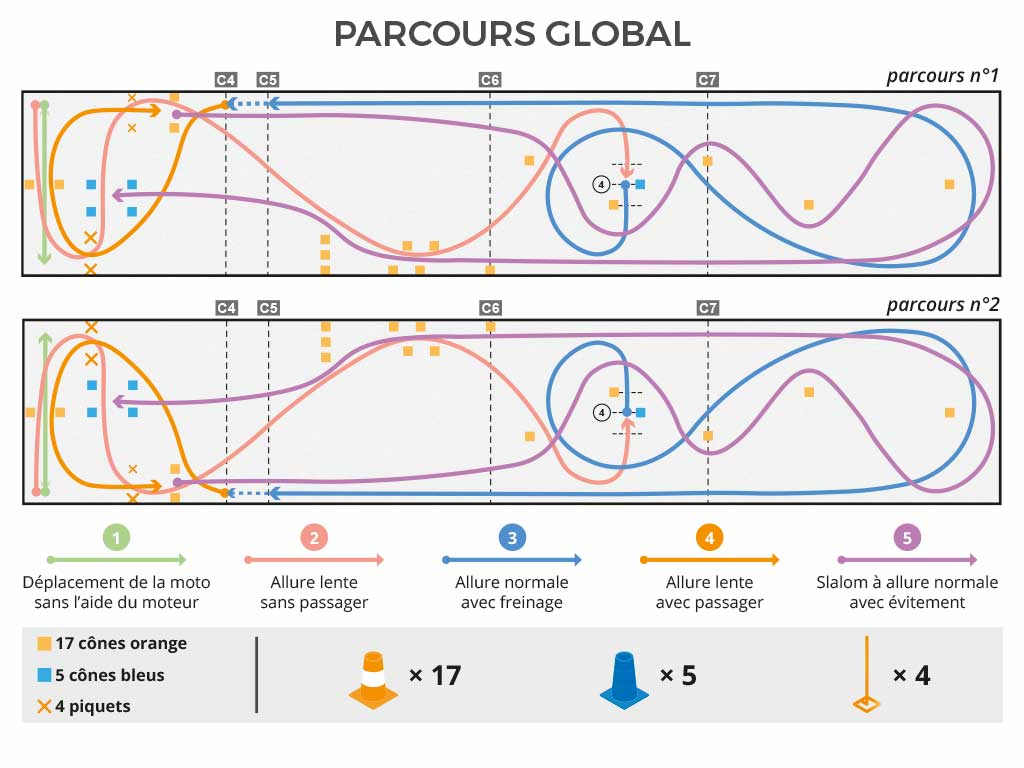 PARCOURS GLOBAL
C4 C5 C6 C7 parcours n°1
4
C4 C5 C6 C7 parcours n°2
4
1 2 3 4 5
Déplacement de la moto
sans l’aide du moteur
Allure lente
sans passager
Allure normale
avec freinage
Allure lente
avec passager
Slalom à allure normale
avec évitement
17 cônes orange
5 cônes bleus
4 piquets
× 17
× 5
× 4